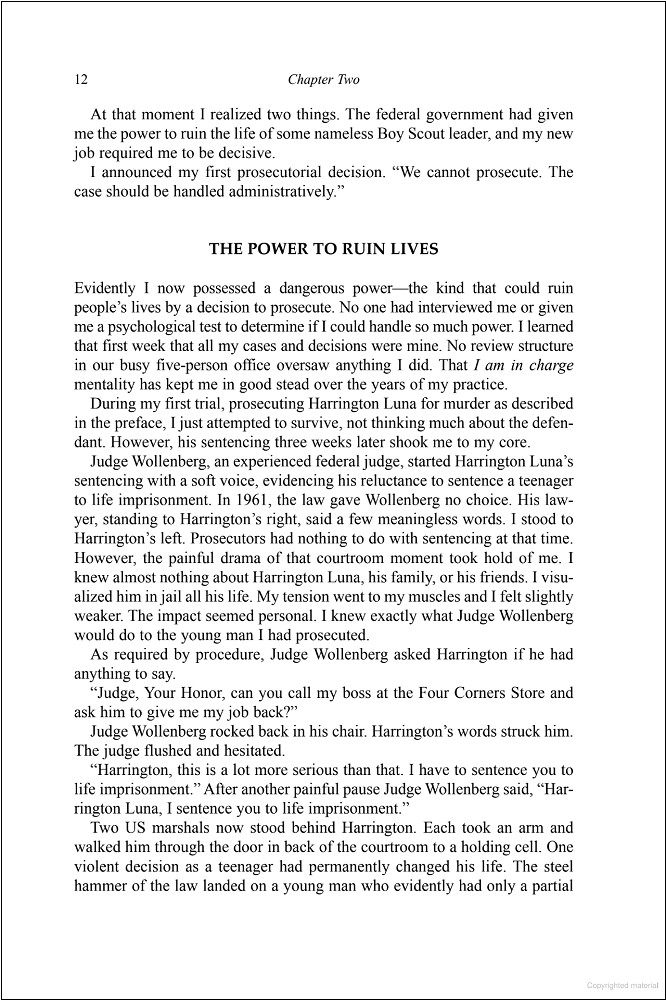 12
Chapter Two
At that moment I realized two things. The federal government had given
me the power to ruin the life of some nameless Boy Scout leader, and my new
job required me to be decisive.
I announced my first prosecutorial decision. “We cannot prosecute. The
case should be handled administratively.”
THE POWER TO RUIN LIVES
Evidently I now possessed a dangerous power—the kind that could ruin
people’s lives by a decision to prosecute. No one had interviewed me or given
me a psychological test to determine if I could handle so much power. I learned
that first week that all my cases and decisions were mine. No review structure
in our busy five-person office oversaw anything I did. That I am in charge
mentality has kept me in good stead over the years of my practice.
During my first trial, prosecuting Harrington Luna for murder as described
in the preface, I just attempted to survive, not thinking much about the defen-
dant. However, his sentencing three weeks later shook me to my core.
Judge Wollenberg, an experienced federal judge, started Harrington Luna’s
sentencing with a soft voice, evidencing his reluctance to sentence a teenager
to life imprisonment. In 1961, the law gave Wollenberg no choice. His law-
yer, standing to Harrington’s right, said a few meaningless words. I stood to
Harrington’s left. Prosecutors had nothing to do with sentencing at that time.
However, the painful drama of that courtroom moment took hold of me. I
knew almost nothing about Harrington Luna, his family, or his friends. I visu-
alized him in jail all his life. My tension went to my muscles and I felt slightly
weaker. The impact seemed personal. I knew exactly what Judge Wollenberg
would do to the young man I had prosecuted.
As required by procedure, Judge Wollenberg asked Harrington if he had
anything to say.
“Judge, Your Honor, can you call my boss at the Four Corners Store and
ask him to give me my job back?”
Judge Wollenberg rocked back in his chair. Harrington’s words struck him.
The judge flushed and hesitated.
“Harrington, this is a lot more serious than that. I have to sentence you to
life imprisonment.” After another painful pause Judge Wollenberg said, “Har-
rington Luna, I sentence you to life imprisonment.”
Two US marshals now stood behind Harrington. Each took an arm and
walked him through the door in back of the courtroom to a holding cell. One
violent decision as a teenager had permanently changed his life. The steel
hammer of the law landed on a young man who evidently had only a partial
Copyrighted material